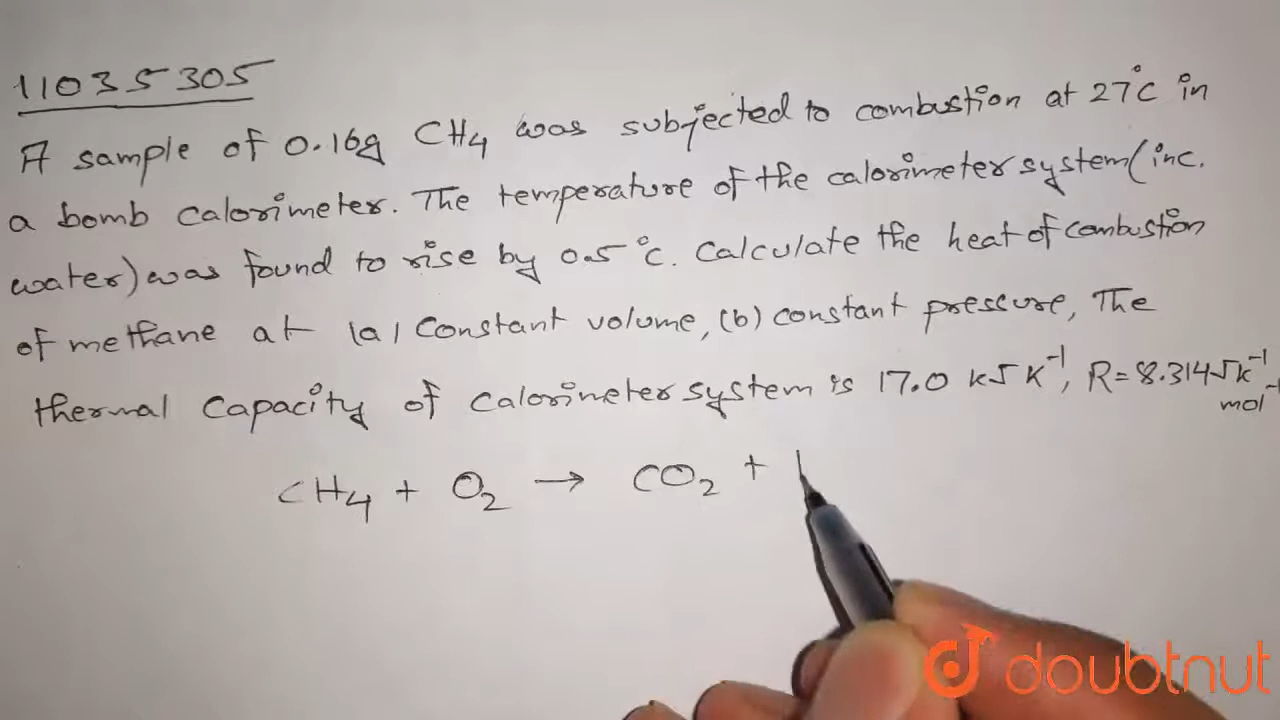 11035305
A sample of 0.16g CH4 was subjected to combustion at 27°C in
a bomb calorimeter. The temperature of the calorimeter system (inc.
water) was found to rise by 0.5°C. Calculate the heat of combustion
of methane at (a) constant volume, (b) constant pressure, The
thermal capacity of calorimeter system is 17.0 kJ K⁻¹, R = 8.314 J K⁻¹
mol⁻
CH4 + O2 → CO2 +
doubtnut